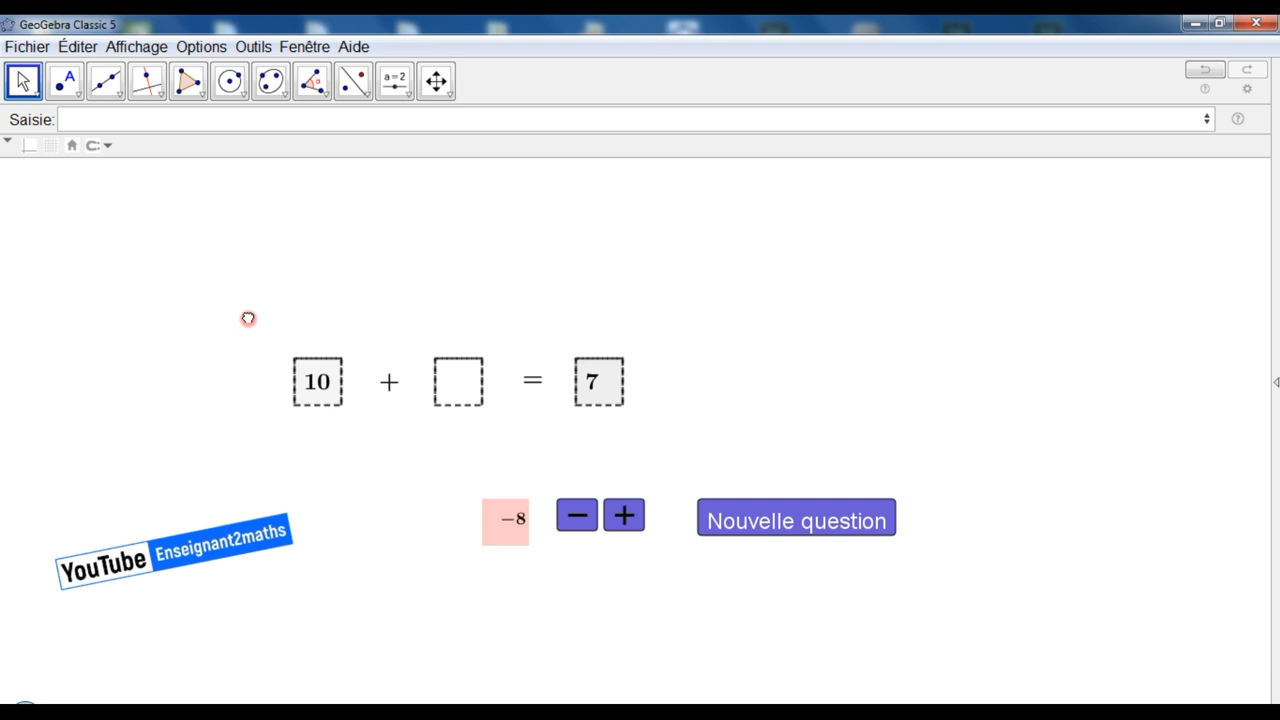 GeoGebra Classic 5
Fichier Éditer Affichage Options Outils Fenêtre Aide
A
α
a=2
Saisie:
10 + = 7
−8 − + Nouvelle question
YouTube Enseignant2maths